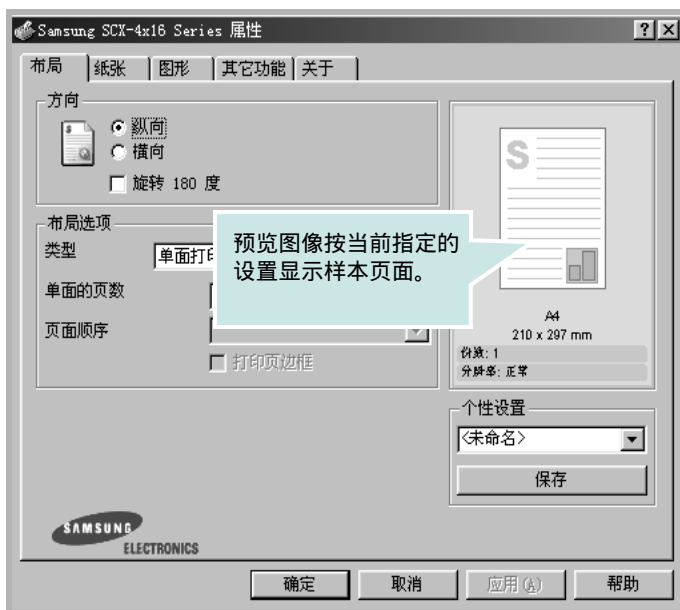 Samsung SCX-4x16 Series 属性
布局 纸张 图形 其它功能 关于
方向
纵向
横向
旋转 180 度
布局选项
类型 单面打印
单面的页数
页面顺序
打印页边框
预览图像按当前指定的
设置显示样本页面。
S
A4
210 x 297 mm
份数: 1
分辨率: 正常
个性设置
<未命名>
保存
SAMSUNG
ELECTRONICS
确定 取消 应用(A) 帮助